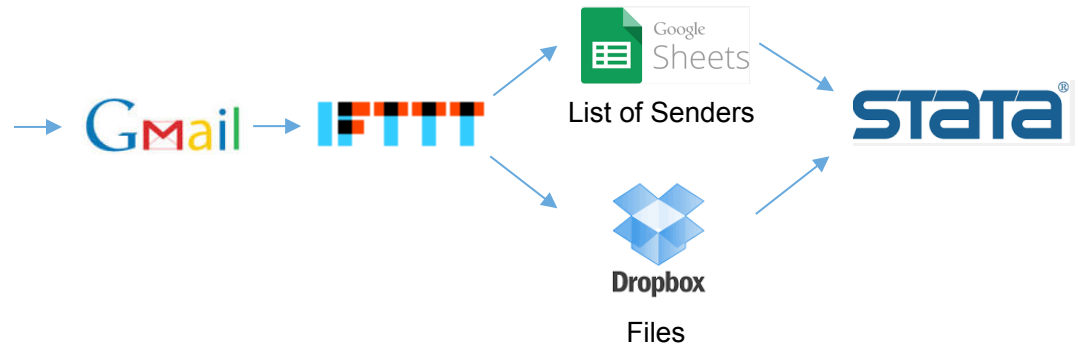 Gmail
IFTTT
Google
Sheets
List of Senders
STATA®
Dropbox
Files